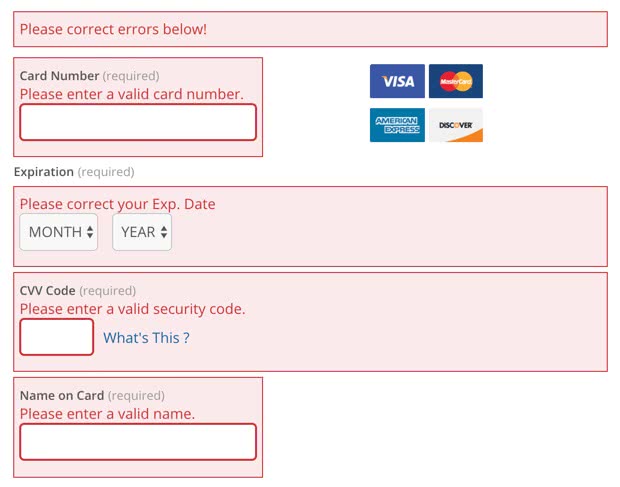 Please correct errors below!
Card Number (required)
Please enter a valid card number.
VISA
MasterCard
AMERICAN
EXPRESS
DISCOVER
Expiration (required)
Please correct your Exp. Date
MONTH
YEAR
CVV Code (required)
Please enter a valid security code.
What's This ?
Name on Card (required)
Please enter a valid name.